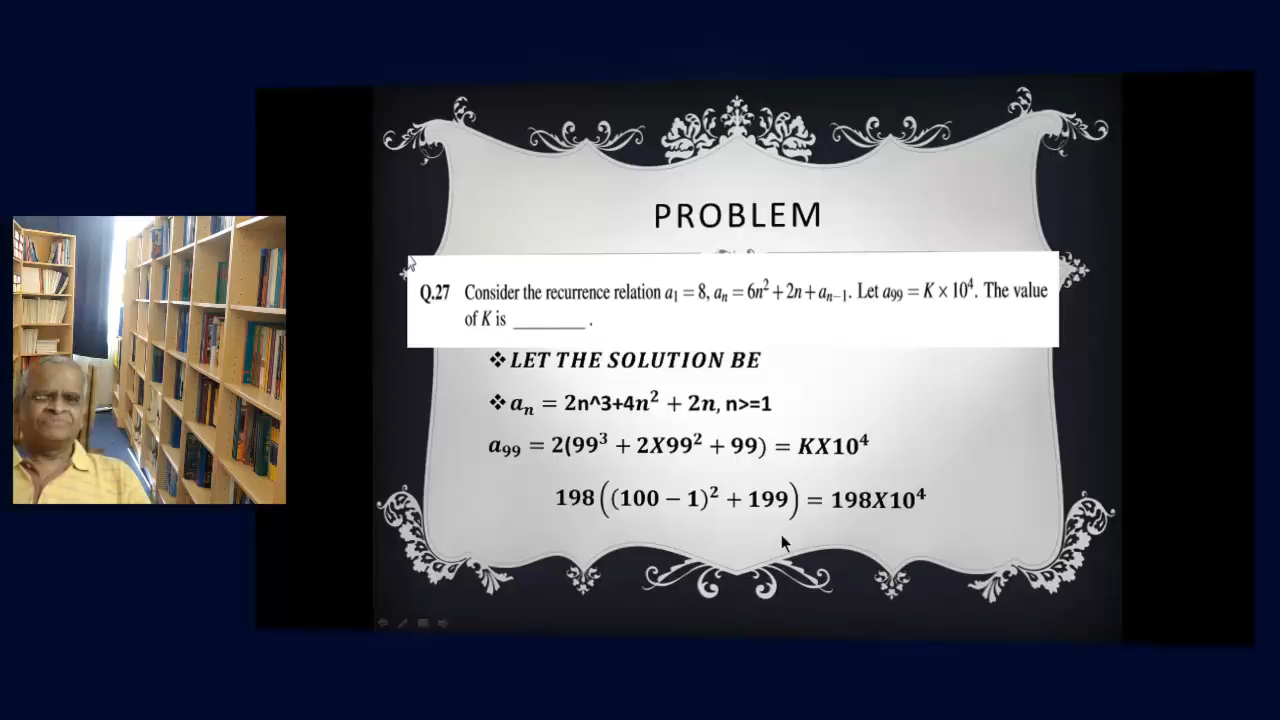 PROBLEM
Q.27 Consider the recurrence relation a₁ = 8, aₙ = 6n² + 2n + aₙ₋₁. Let a₉₉ = K × 10⁴. The value
of K is ________ .
❖LET THE SOLUTION BE
❖aₙ = 2n^3+4n² + 2n, n>=1
a₉₉ = 2(99³ + 2X99² + 99) = KX10⁴
198((100 − 1)² + 199) = 198X10⁴